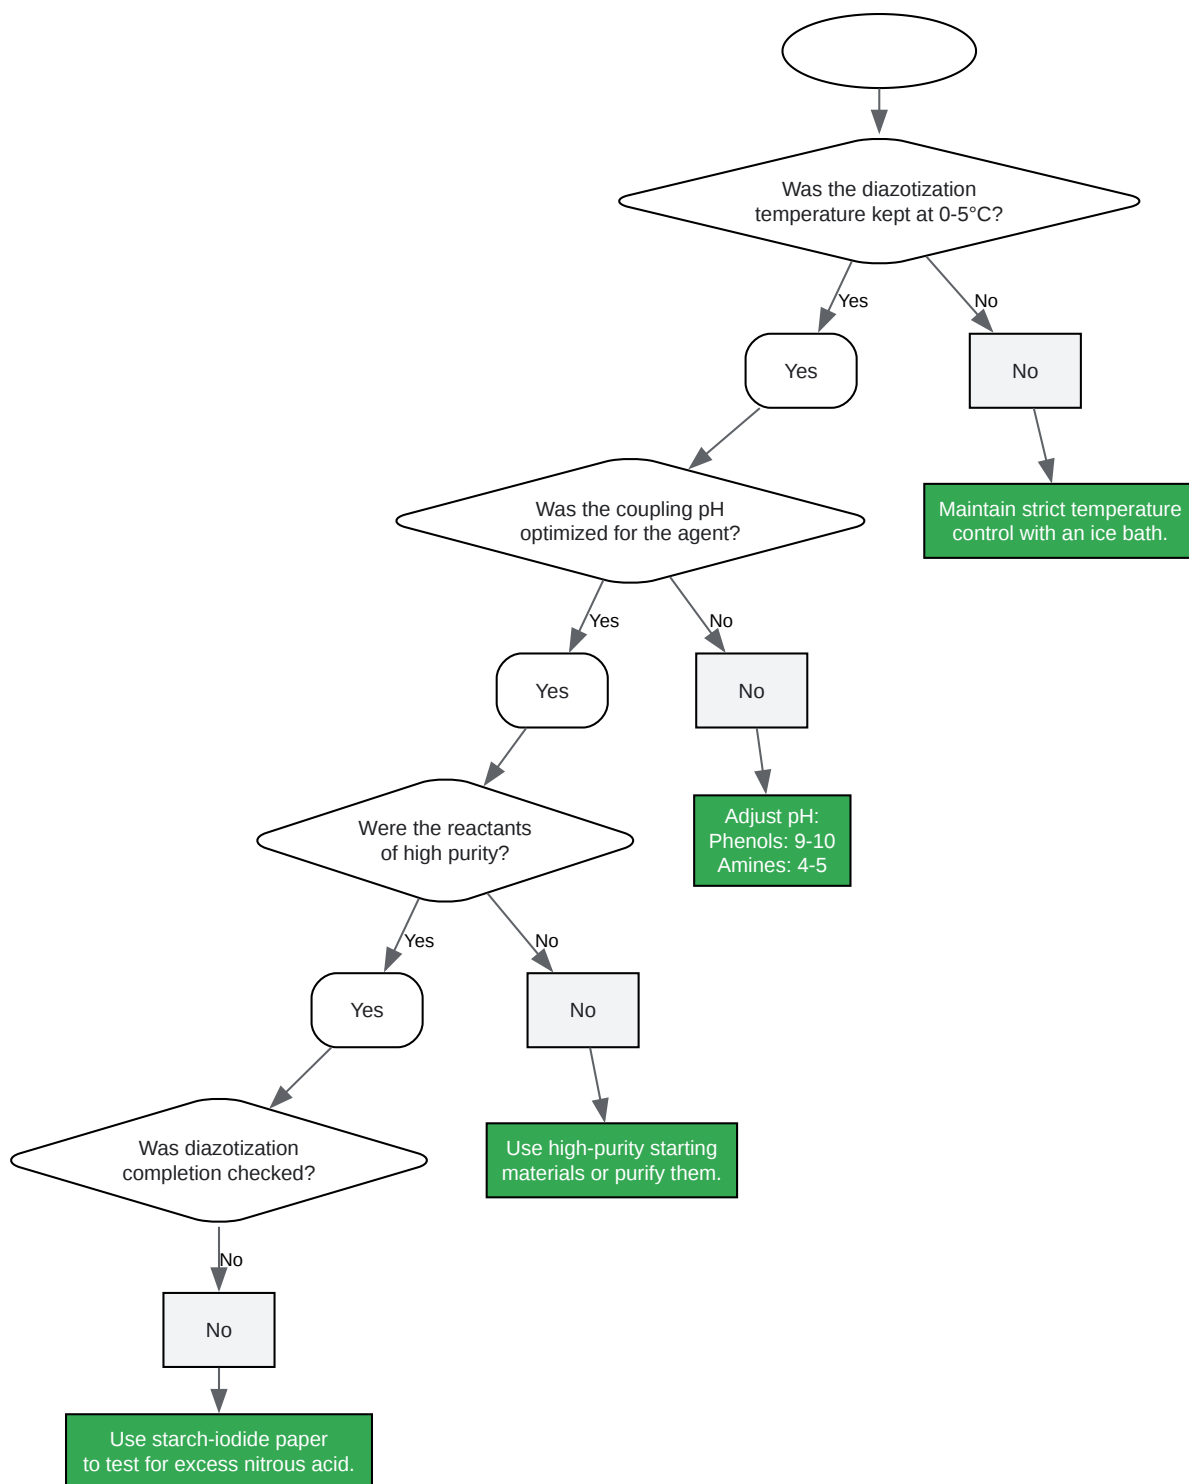 Was the diazotization
temperature kept at 0-5°C?
Yes
No
Yes
No
Was the coupling pH
optimized for the agent?
Maintain strict temperature
control with an ice bath.
Yes
No
Yes
No
Were the reactants
of high purity?
Adjust pH:
Phenols: 9-10
Amines: 4-5
Yes
No
Yes
No
Was diazotization
completion checked?
Use high-purity starting
materials or purify them.
No
No
Use starch-iodide paper
to test for excess nitrous acid.